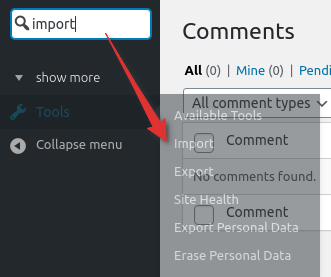 import
show more
Tools
Collapse menu
Comments
All (0) | Mine (0) | Pendi
All comment types
Available Tools
Comment
Import
No comments found.
Export
Site Health
Comment
Export Personal Data
Erase Personal Data